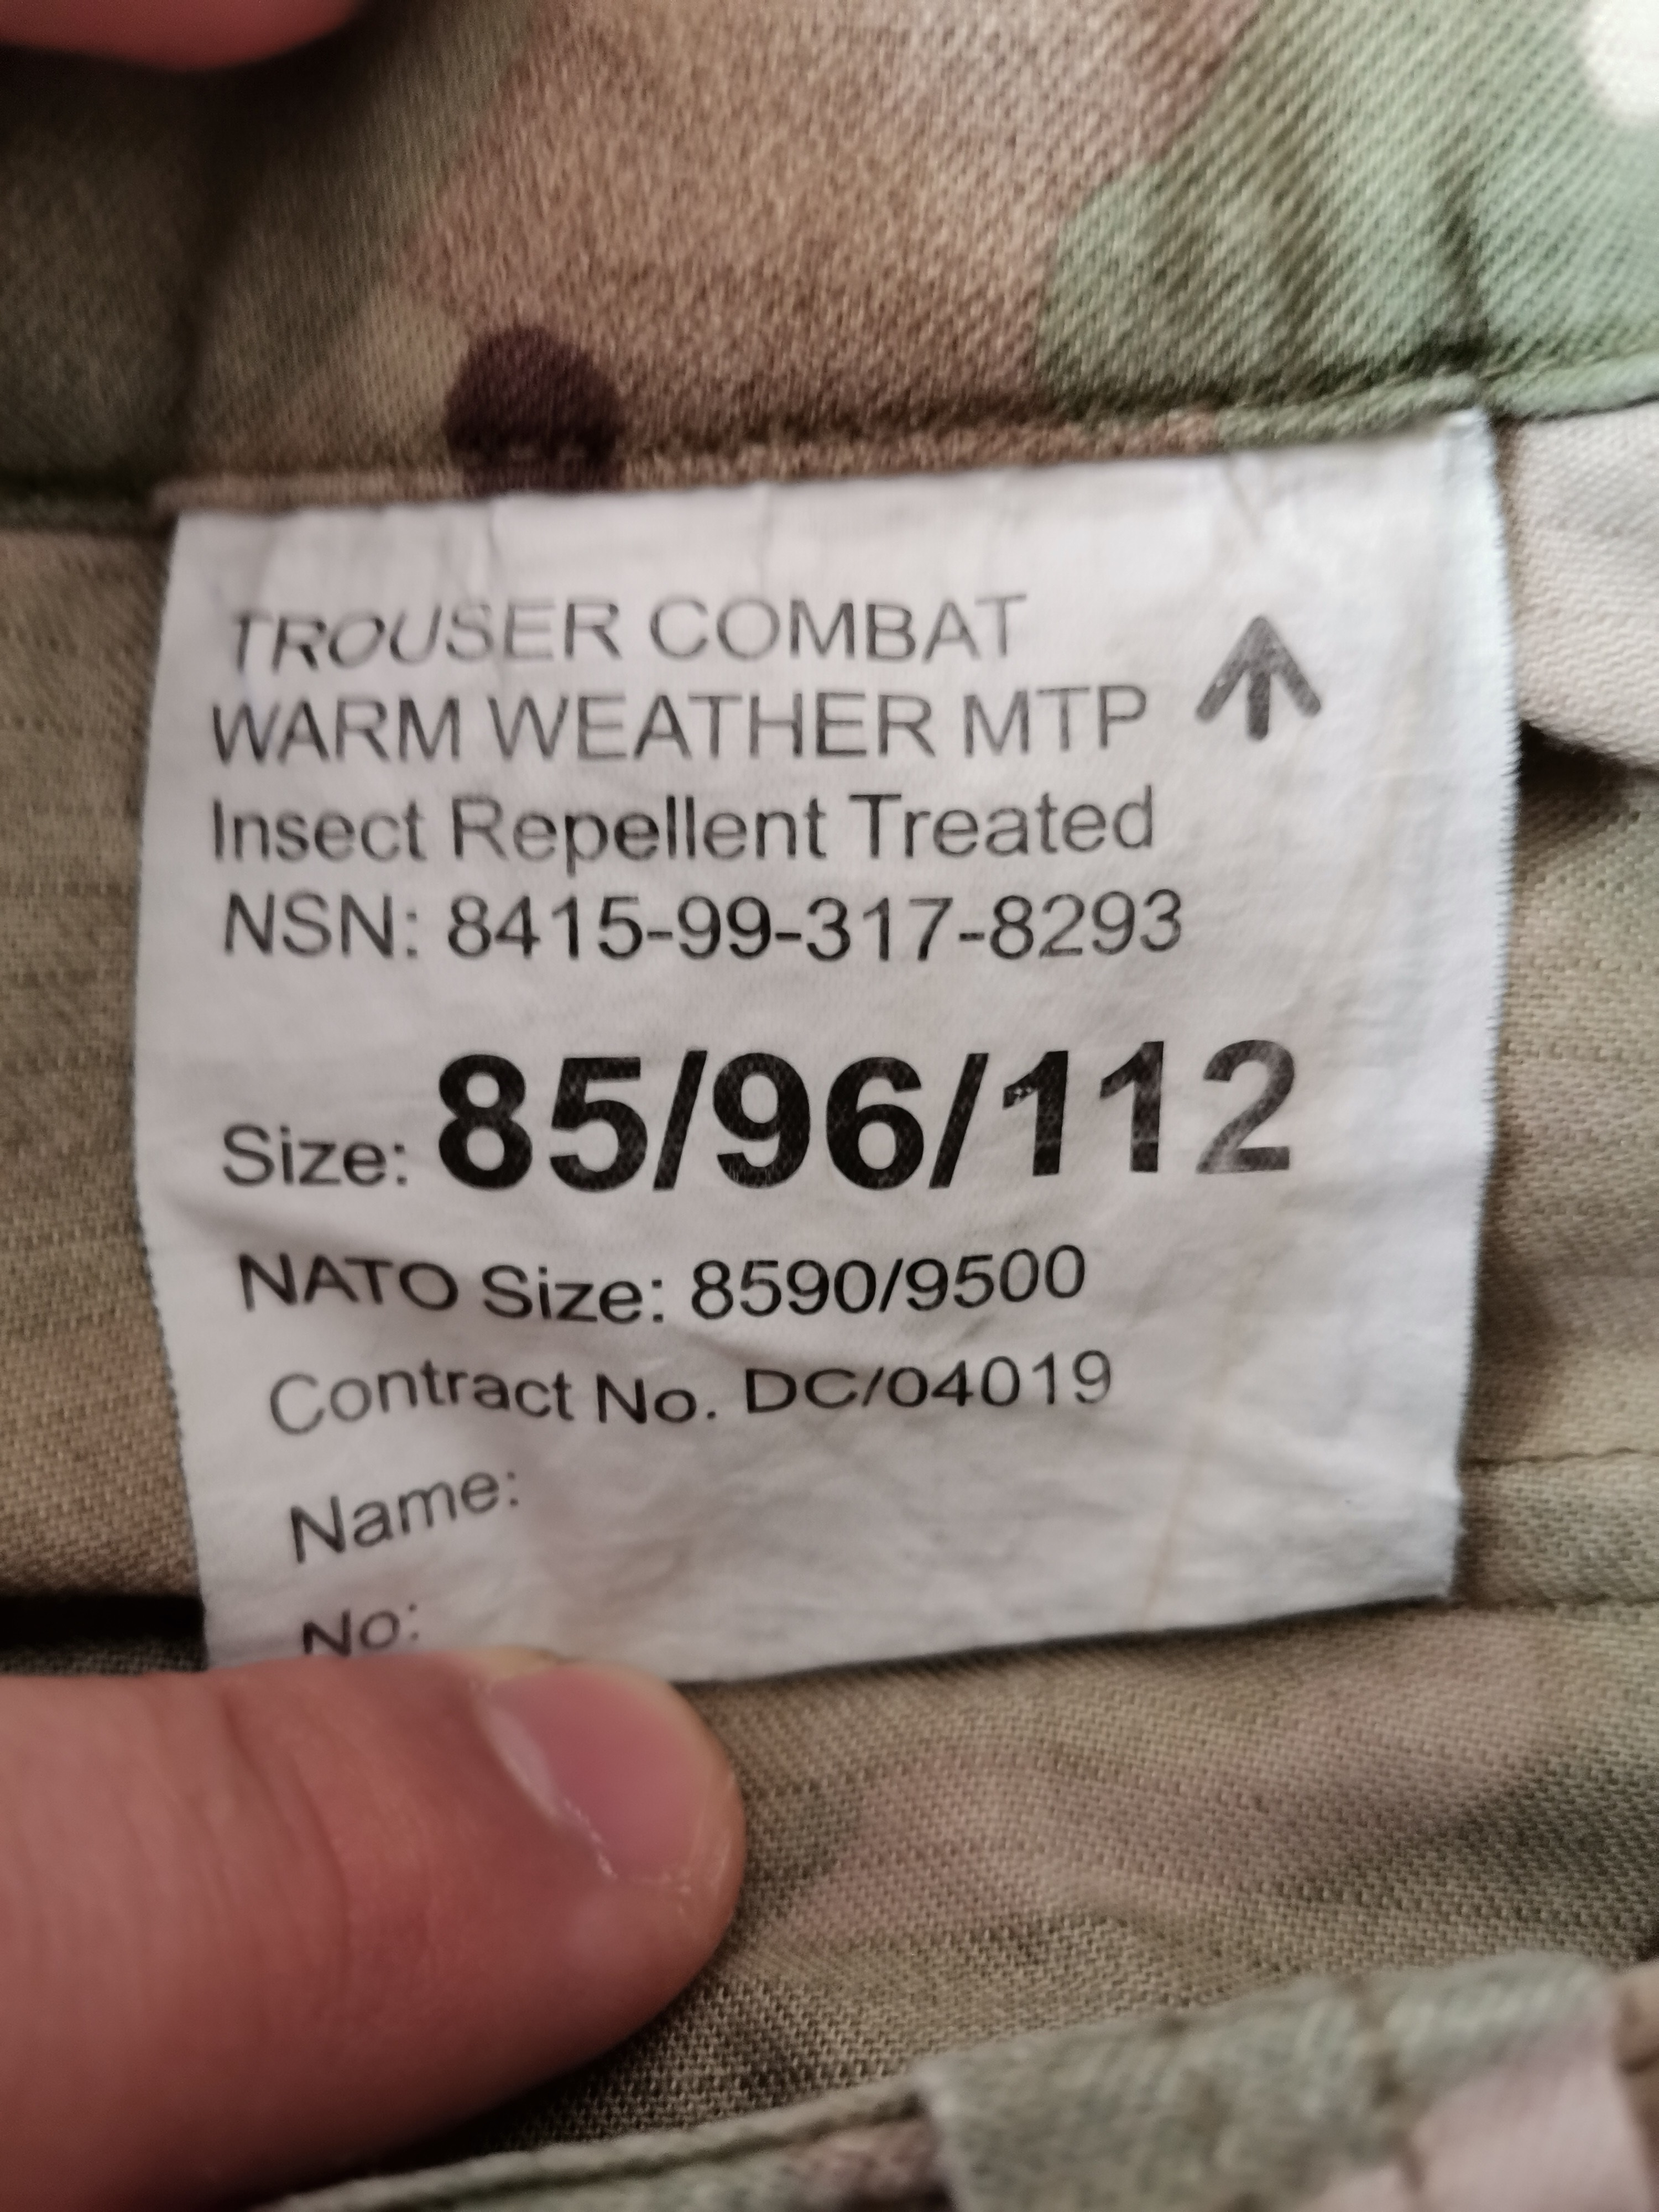 TROUSER COMBAT
WARM WEATHER MTP
Insect Repellent Treated
NSN: 8415-99-317-8293
Size: 85/96/112
NATO Size: 8590/9500
Contract No. DC/04019
Name:
No: